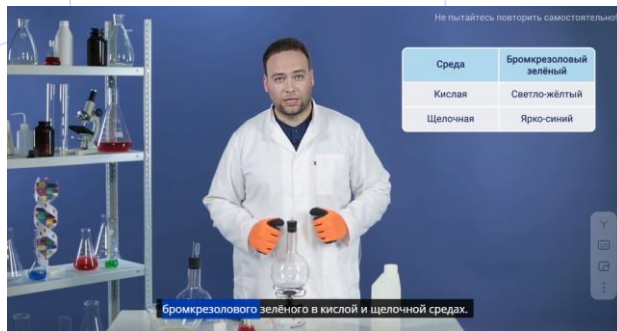 Не пытайтесь повторить самостоятельно!
Среда Бромкрезоловый зелёный
Кислая Светло-жёлтый
Щелочная Ярко-синий
бромкрезолового зелёного в кислой и щелочной средах.